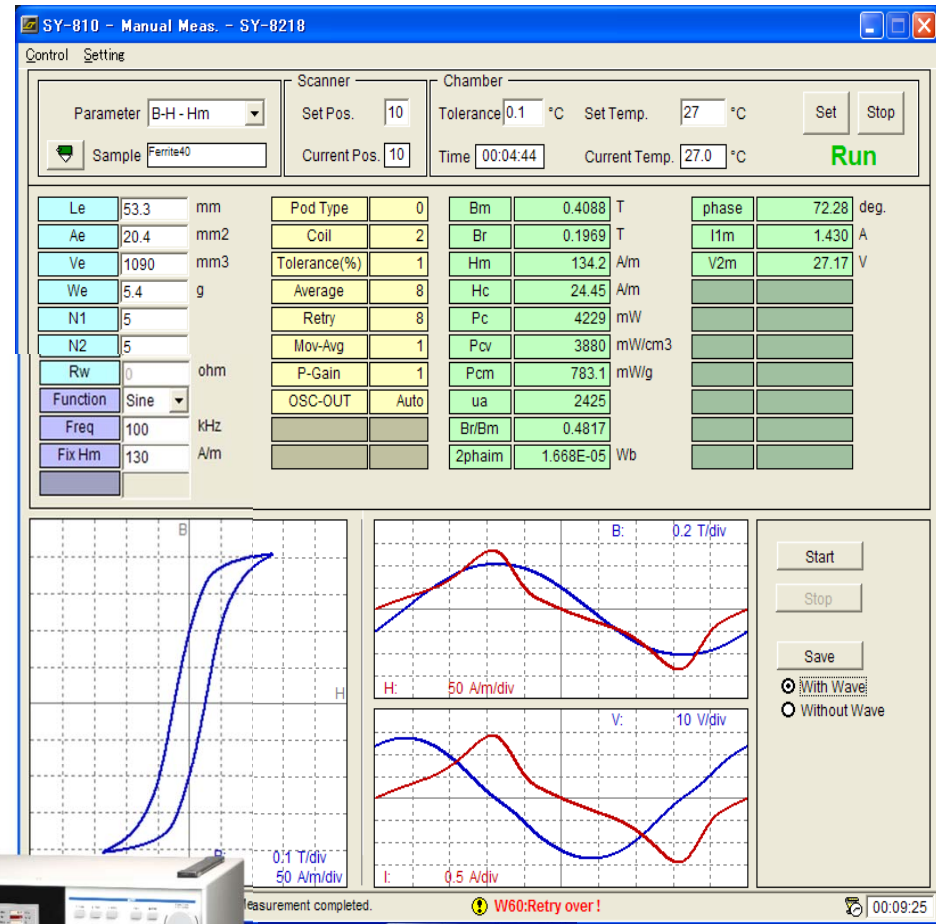 SY-810 - Manual Meas. - SY-8218
Control Setting
Scanner
Chamber
Parameter B-H - Hm
Set Pos. 10
Tolerance 0.1 °C Set Temp. 27 °C
Set Stop
Sample Ferrite40
Current Pos. 10
Time 00:04:44 Current Temp. 27.0 °C
Run
Le 53.3 mm Pod Type 0 Bm 0.4088 T phase 72.28 deg.
Ae 20.4 mm2 Coil 2 Br 0.1969 T I1m 1.430 A
Ve 1090 mm3 Tolerance(%) 1 Hm 134.2 A/m V2m 27.17 V
We 5.4 g Average 8 Hc 24.45 A/m
N1 5 Retry 8 Pc 4229 mW
N2 5 Mov-Avg 1 Pcv 3880 mW/cm3
Rw 0 ohm P-Gain 1 Pcm 783.1 mW/g
Function Sine OSC-OUT Auto ua 2425
Freq 100 kHz Br/Bm 0.4817
Fix Hm 130 A/m 2phaim 1.668E-05 Wb
B
H
0.1 T/div
50 A/m/div
B: 0.2 T/div
H: 50 A/m/div
V: 10 V/div
I: 0.5 A/div
Start
Stop
Save
With Wave
Without Wave
Measurement completed.
W60:Retry over !
00:09:25